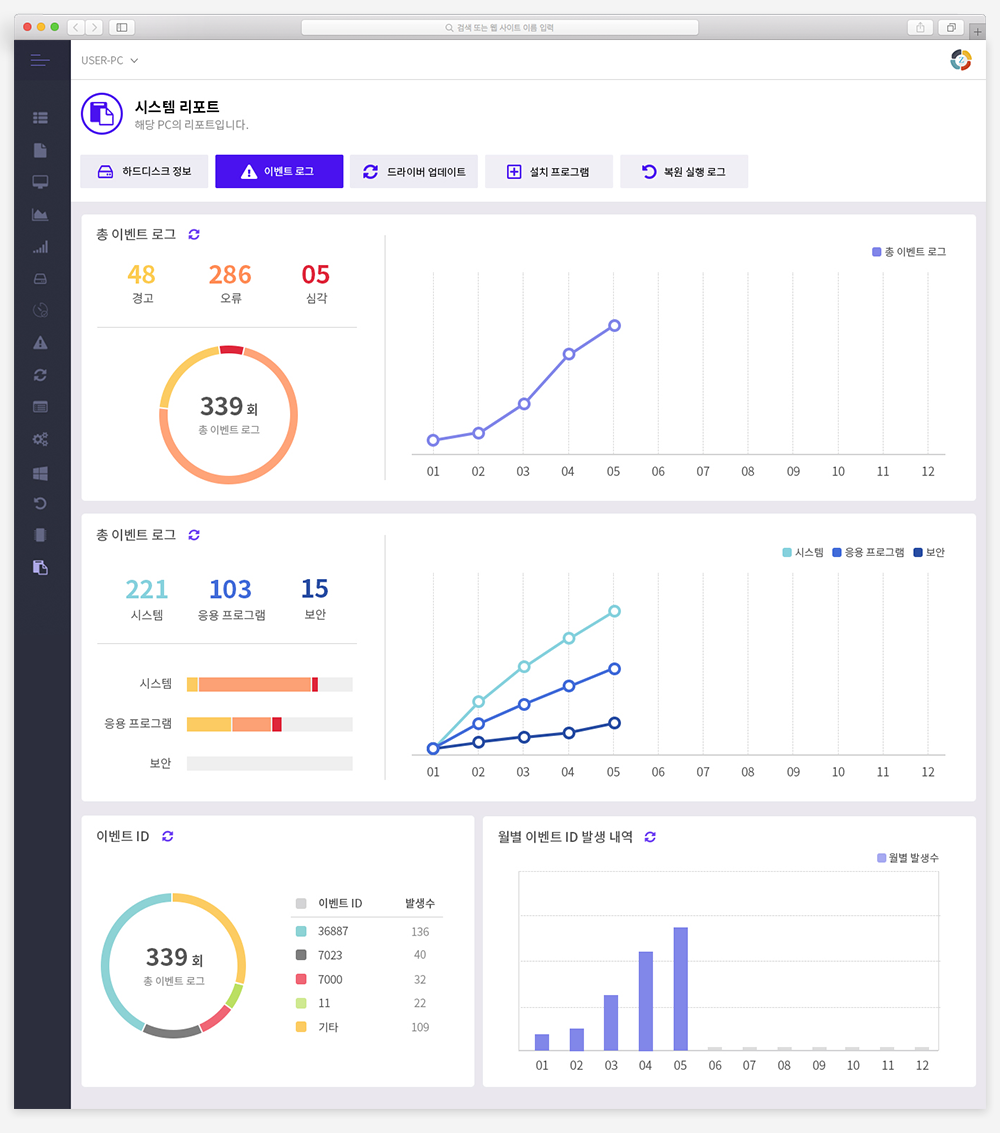 검색 또는 웹 사이트 이름 입력
USER-PC
시스템 리포트
해당 PC의 리포트입니다.
하드디스크 정보
이벤트 로그
드라이버 업데이트
설치 프로그램
복원 실행 로그
총 이벤트 로그
48 286 05
경고 오류 심각
339 회
총 이벤트 로그
총 이벤트 로그
01 02 03 04 05 06 07 08 09 10 11 12
총 이벤트 로그
221 103 15
시스템 응용 프로그램 보안
시스템
응용 프로그램
보안
시스템 응용 프로그램 보안
01 02 03 04 05 06 07 08 09 10 11 12
이벤트 ID
339 회
총 이벤트 로그
이벤트 ID 발생수
36887 136
7023 40
7000 32
11 22
기타 109
월별 이벤트 ID 발생 내역
월별 발생수
01 02 03 04 05 06 07 08 09 10 11 12